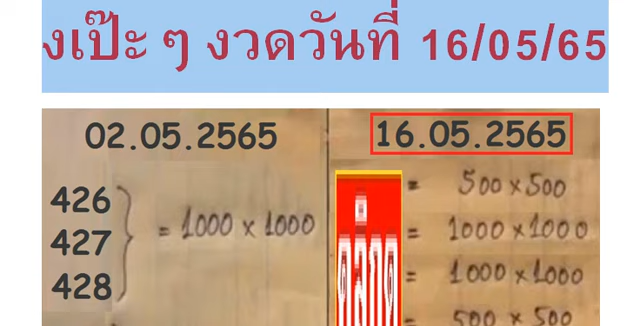 งเป๊ะ ๆ งวดวันที่ 16/05/65
02.05.2565
16.05.2565
426
427
428
= 1000 x 1000
= 500 x 500
= 1000 x 1000
= 1000 x 1000
= 500 x 500